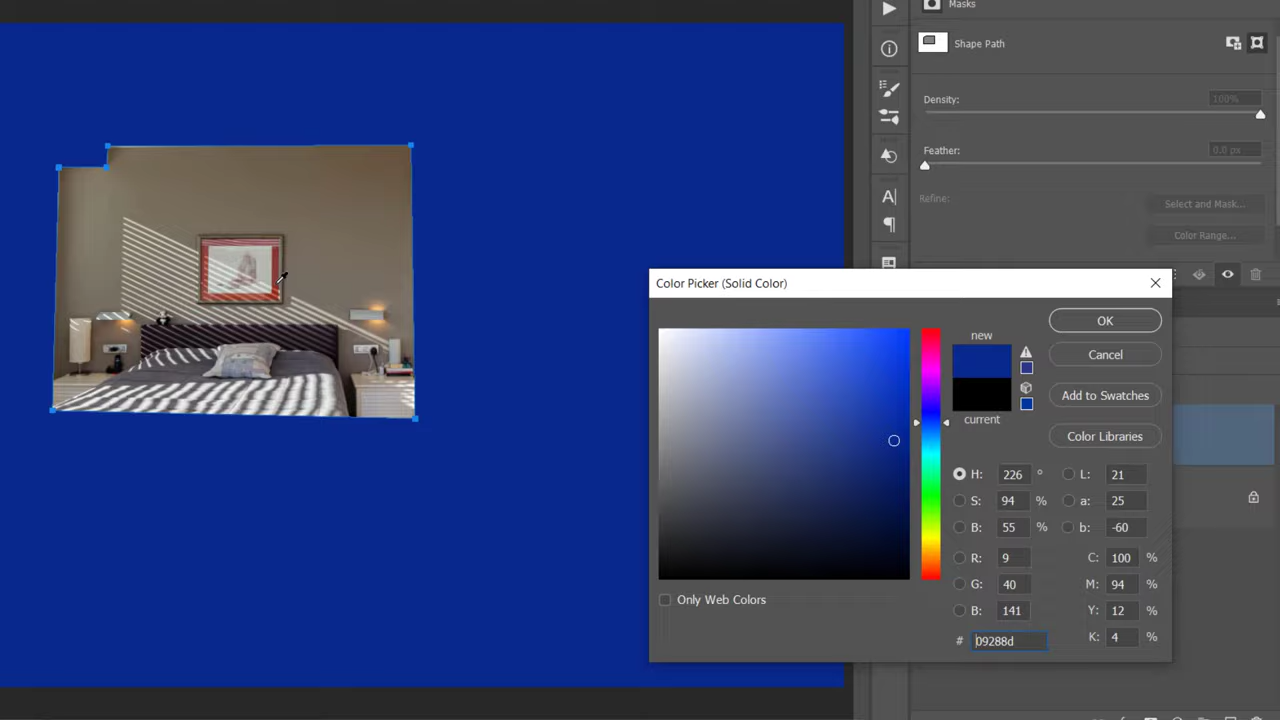 Masks
Shape Path
Density:
100%
Feather:
0.0 px
Refine:
Select and Mask...
Color Range...
Color Picker (Solid Color)
new
current
OK
Cancel
Add to Swatches
Color Libraries
H: 226 °
L: 21
S: 94 %
a: 25
B: 55 %
b: -60
R: 9
C: 100 %
G: 40
M: 94 %
B: 141
Y: 12 %
# 09288d
K: 4 %
Only Web Colors